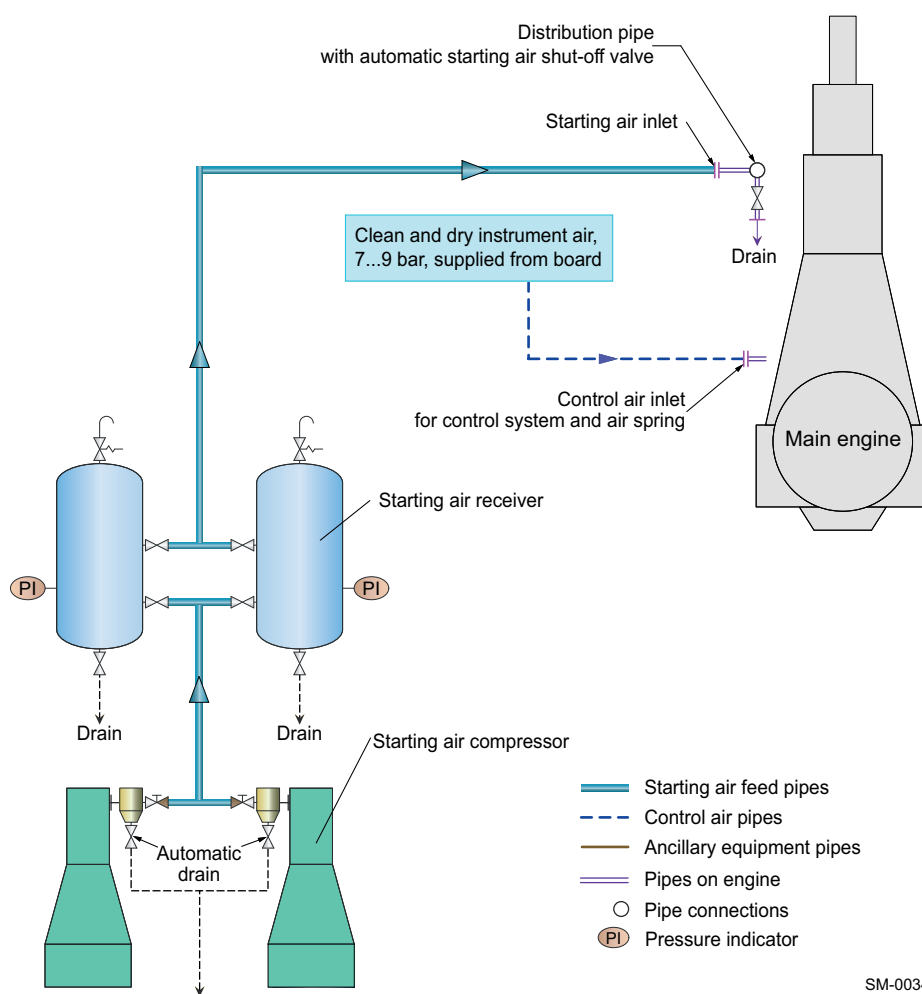 Distribution pipe
with automatic starting air shut-off valve
Starting air inlet
Clean and dry instrument air,
7...9 bar, supplied from board
Drain
Control air inlet
for control system and air spring
Main engine
Starting air receiver
PI
PI
Drain
Drain
Starting air compressor
Automatic
drain
Starting air feed pipes
Control air pipes
Ancillary equipment pipes
Pipes on engine
Pipe connections
PI
Pressure indicator
SM-003